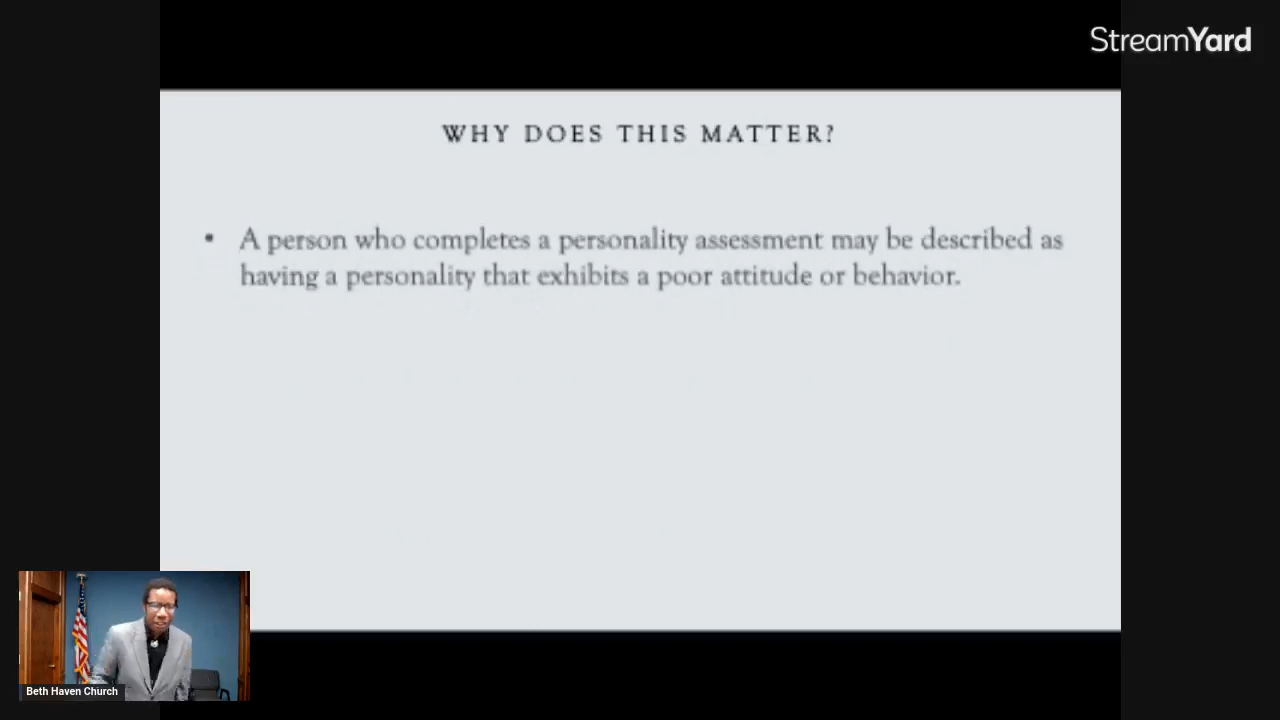 StreamYard
WHY DOES THIS MATTER?
• A person who completes a personality assessment may be described as
having a personality that exhibits a poor attitude or behavior.
Beth Haven Church